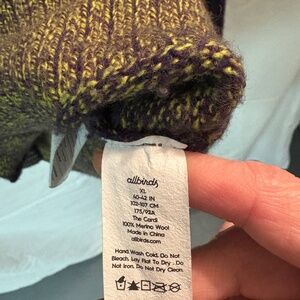 allbirds
XL
40-42 IN
102-107 CM
175/92A
The Cardi
100% Merino Wool
Made in China
allbirds.com
Hand Wash Cold. Do Not
Bleach. Lay Flat To Dry. Do
Not Iron. Do Not Dry Clean.